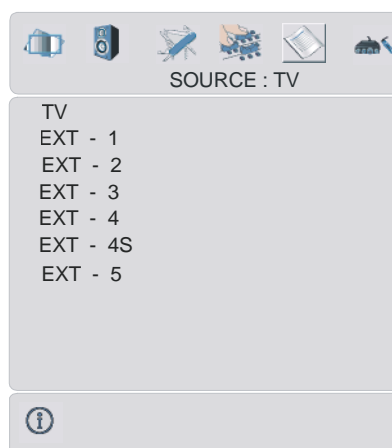 SOURCE : TV
TV
EXT - 1
EXT - 2
EXT - 3
EXT - 4
EXT - 4S
EXT - 5